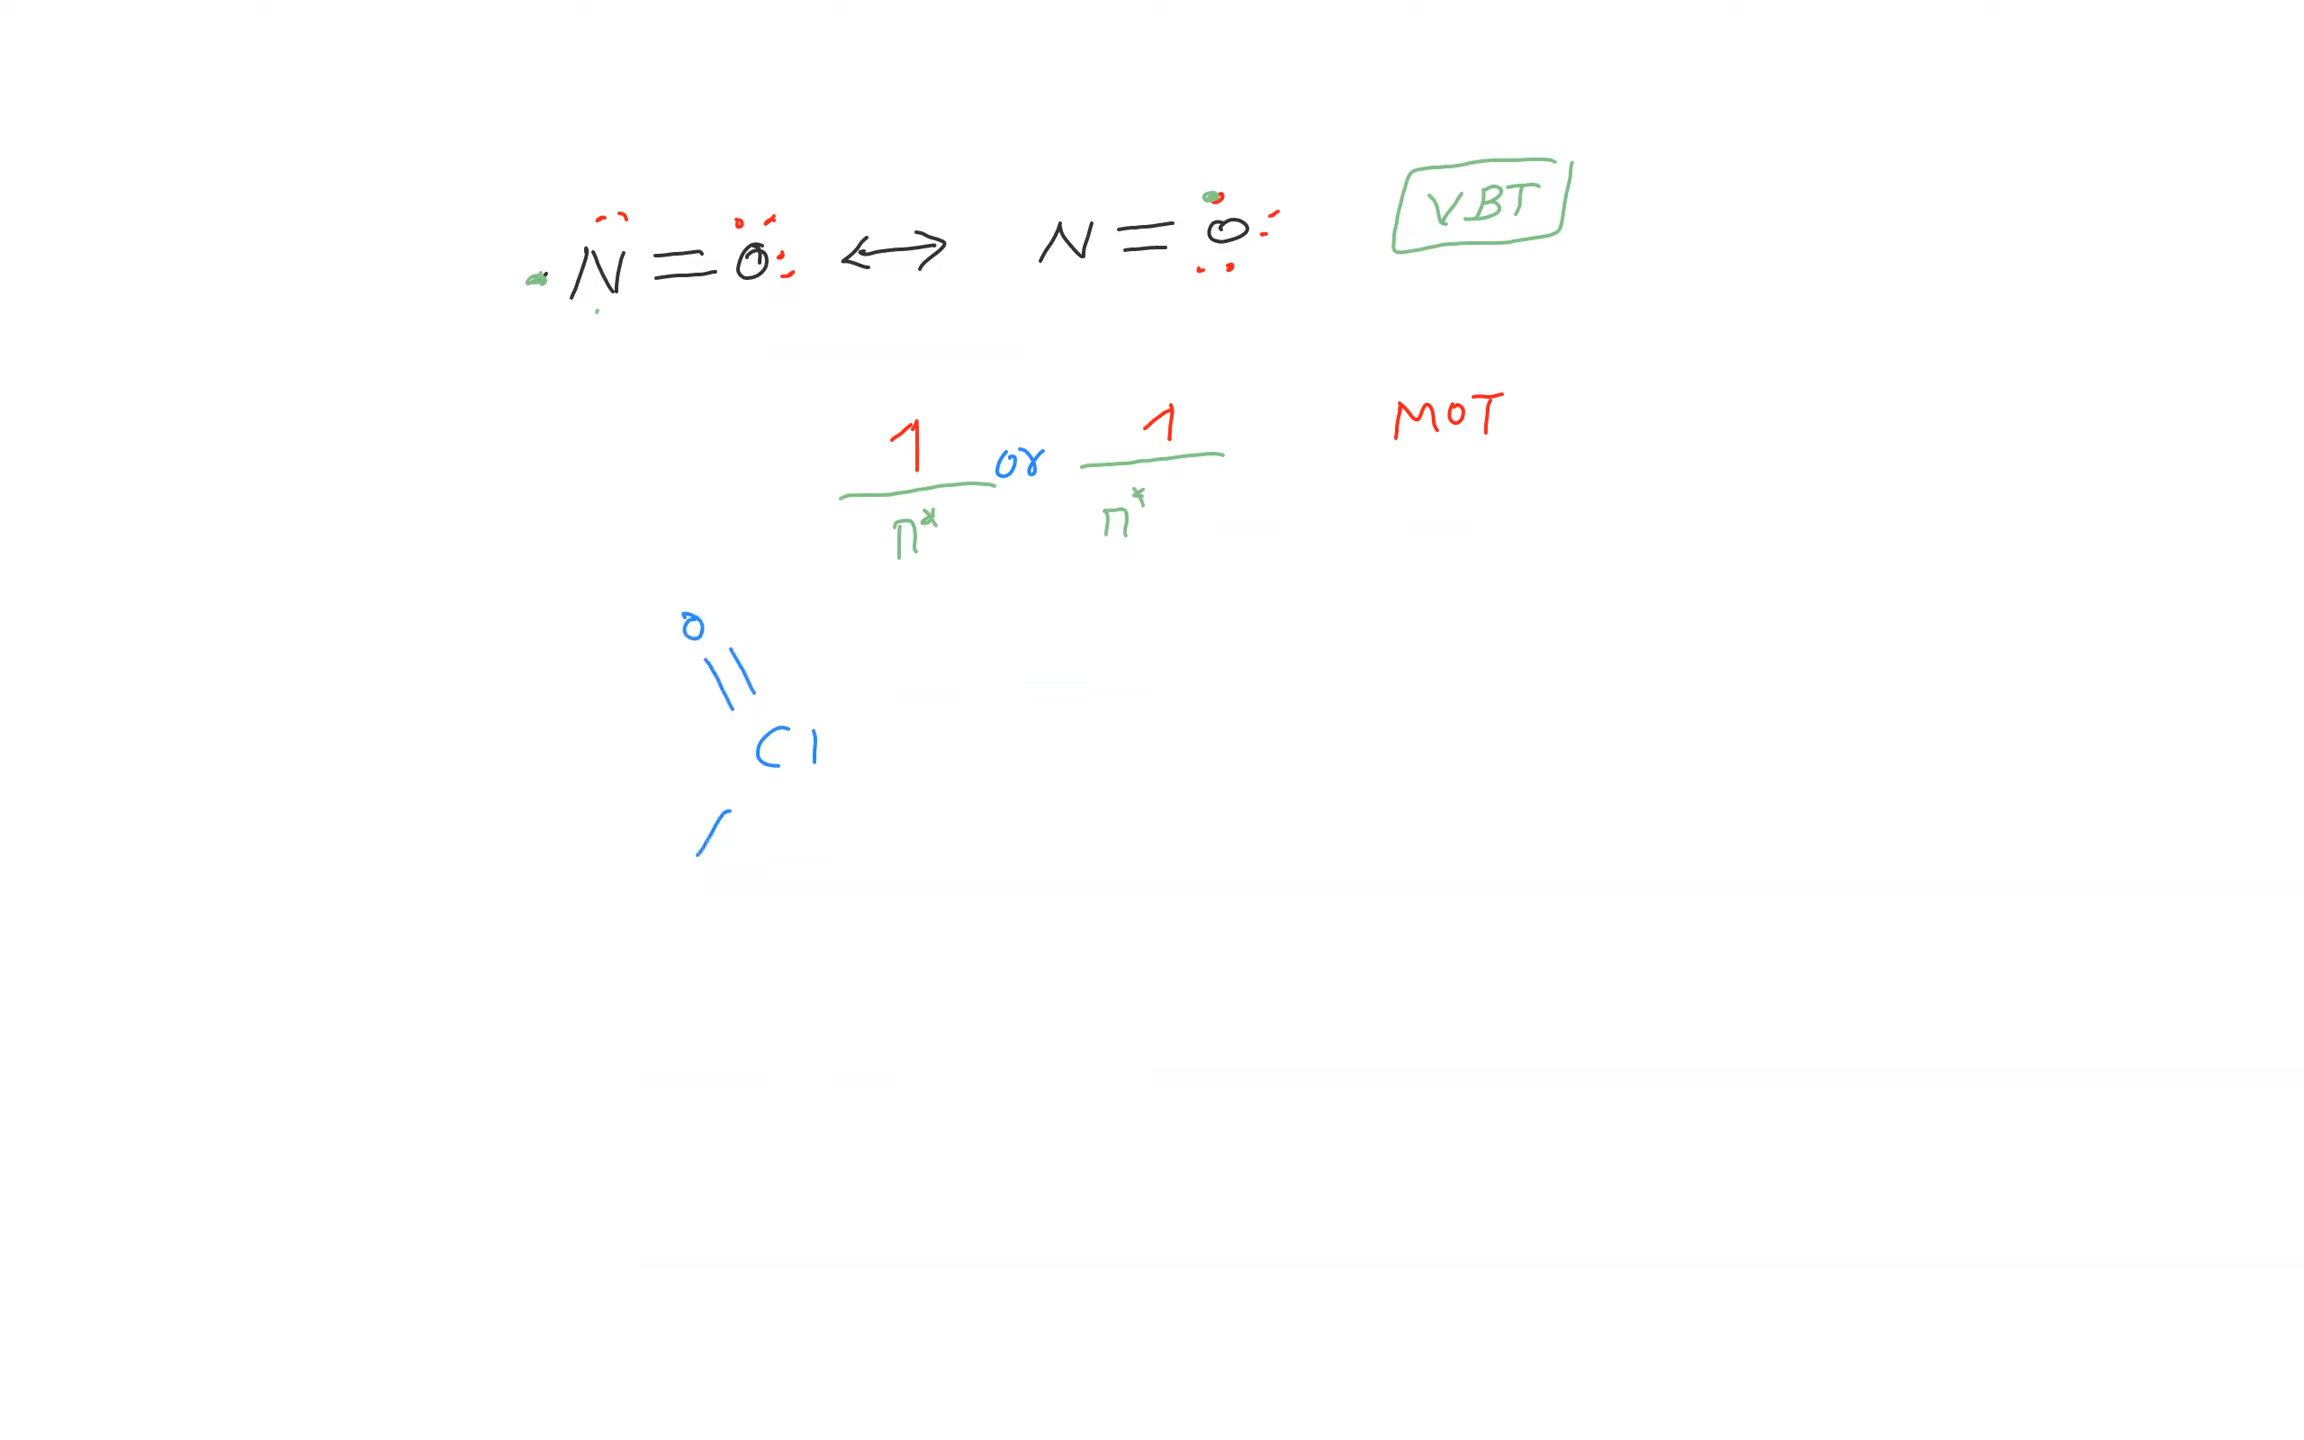 N = O ↔ N = O VBT
1 or 1 MOT
π* π*
O
Cl